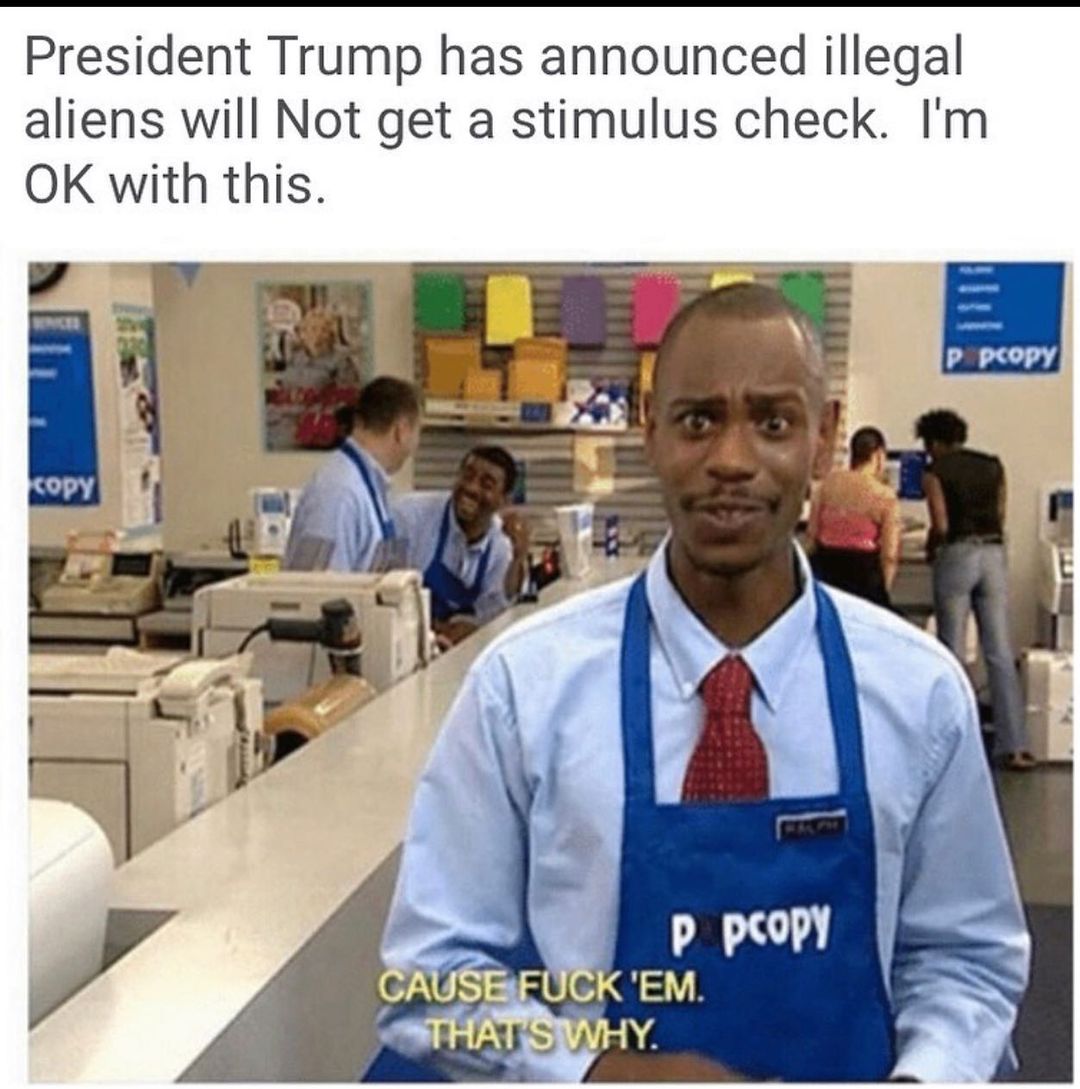 President Trump has announced illegal
aliens will Not get a stimulus check. I'm
OK with this.
P PCOPY
COPY
RALPH
P PCOPY
CAUSE FUCK 'EM.
THAT'S WHY.